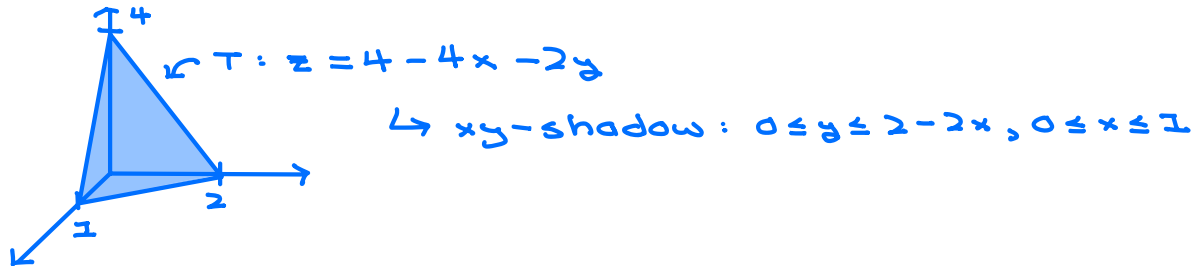 4
T: z = 4 - 4x - 2y
↳ xy-shadow: 0 ≤ y ≤ 2 - 2x, 0 ≤ x ≤ 1
2
1